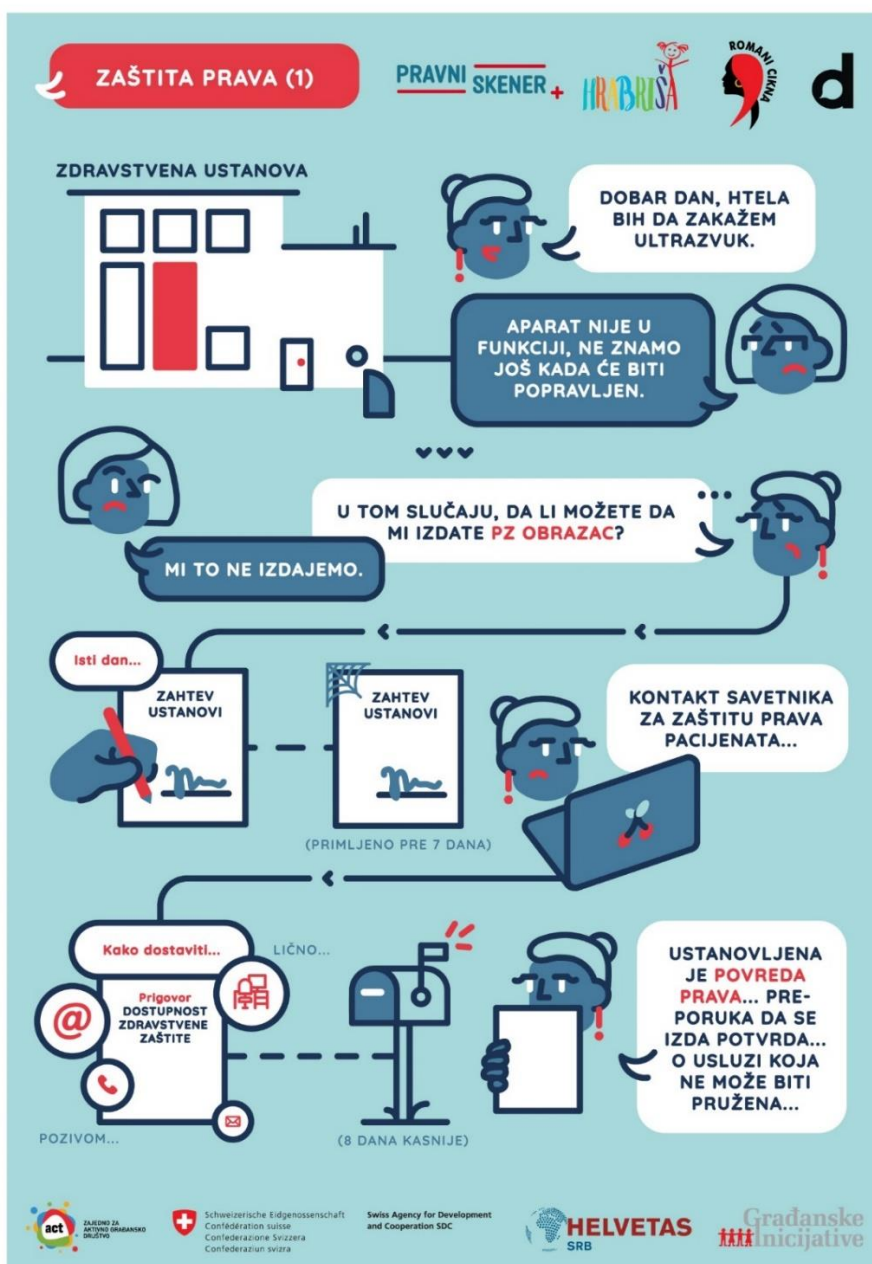 ZAŠTITA PRAVA (1)
PRAVNI
SKENER +
HRABRIŠA
ROMANI CIKNA
d
ZDRAVSTVENA USTANOVA
DOBAR DAN, HTELA
BIH DA ZAKAŽEM
ULTRAZVUK.
APARAT NIJE U
FUNKCIJI, NE ZNAMO
JOŠ KADA ĆE BITI
POPRAVLJEN.
U TOM SLUČAJU, DA LI MOŽETE DA
MI IZDATE PZ OBRAZAC?
MI TO NE IZDAJEMO.
Isti dan...
ZAHTEV
USTANOVI
ZAHTEV
USTANOVI
(PRIMLJENO PRE 7 DANA)
KONTAKT SAVETNIKA
ZA ZAŠTITU PRAVA
PACIJENATA...
Kako dostaviti...
LIČNO...
@
Prigovor
DOSTUPNOST
ZDRAVSTVENE
ZAŠTITE
POZIVOM...
(8 DANA KASNIJE)
USTANOVLJENA
JE POVREDA
PRAVA... PRE-
PORUKA DA SE
IZDA POTVRDA...
O USLUZI KOJA
NE MOŽE BITI
PRUŽENA...
act
ZAJEDNO ZA
AKTIVNO GRAĐANSKO
DRUŠTVO
Schweizerische Eidgenossenschaft
Confédération suisse
Confederazione Svizzera
Confederaziun svizra
Swiss Agency for Development
and Cooperation SDC
HELVETAS
SRB
Građanske
Inicijative